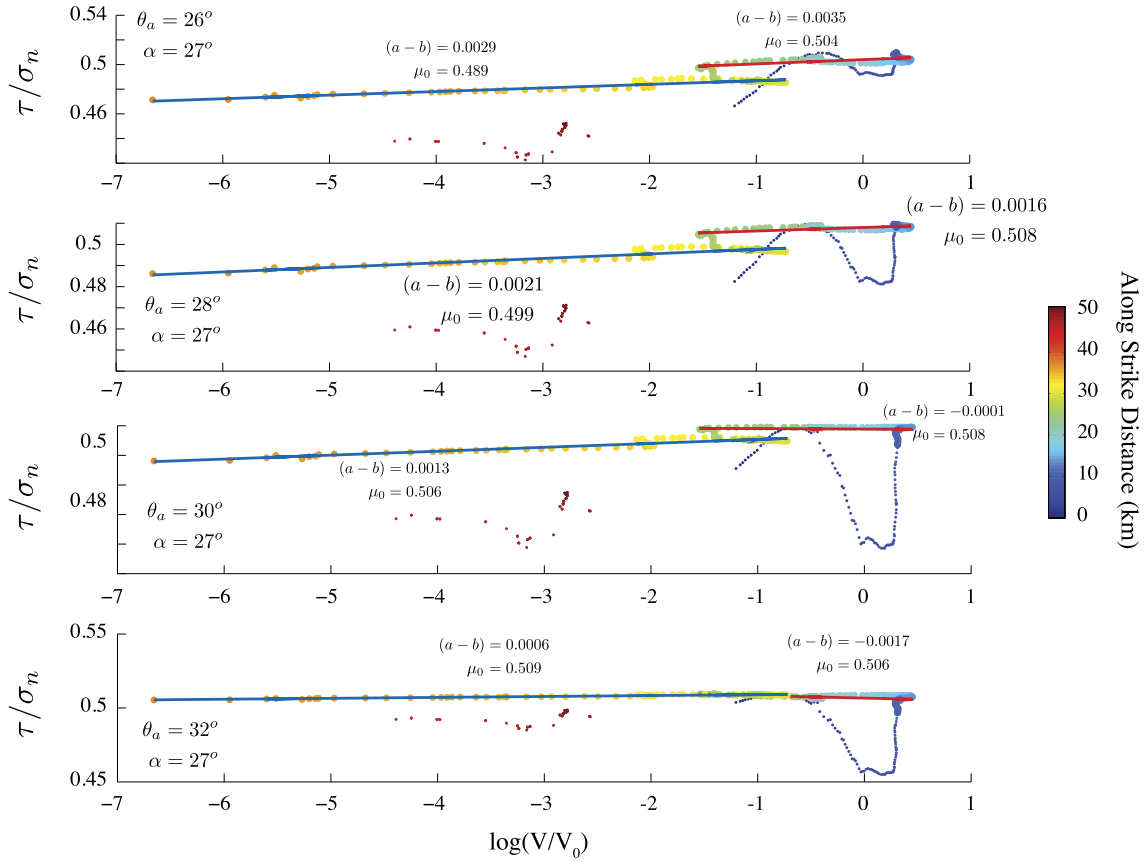 0.54
0.5
0.46
τ/σn
θa = 26º
α = 27º
(a − b) = 0.0029
μ0 = 0.489
(a − b) = 0.0035
μ0 = 0.504
−7 −6 −5 −4 −3 −2 −1 0 1
0.5
0.48
0.46
τ/σn
θa = 28º
α = 27º
(a − b) = 0.0021
μ0 = 0.499
(a − b) = 0.0016
μ0 = 0.508
−7 −6 −5 −4 −3 −2 -1 0 1
0.5
0.48
τ/σn
θa = 30º
α = 27º
(a − b) = 0.0013
μ0 = 0.506
(a − b) = −0.0001
μ0 = 0.508
−7 −6 −5 −4 −3 −2 -1 0 1
0.55
0.5
0.45
τ/σn
θa = 32º
α = 27º
(a − b) = 0.0006
μ0 = 0.509
(a − b) = −0.0017
μ0 = 0.506
−7 −6 −5 −4 −3 −2 -1 0 1
log(V/V0)
50
40
30
20
10
0
Along Strike Distance (km)